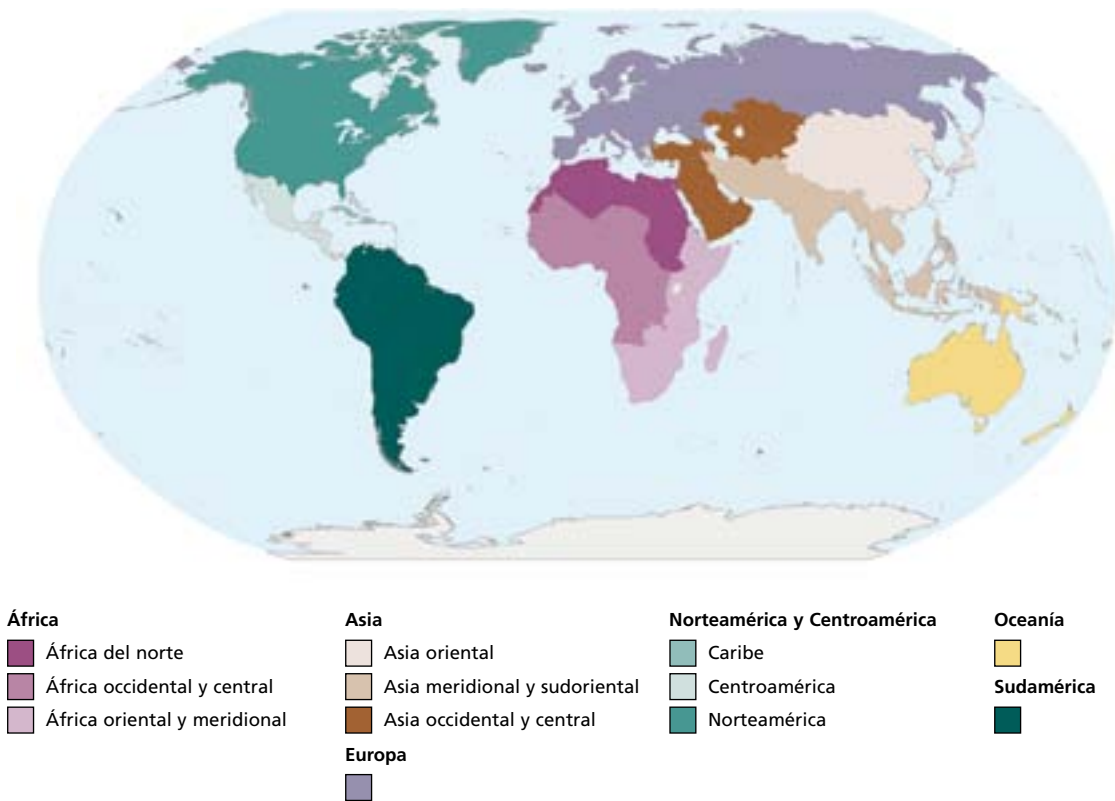 África
África del norte
África occidental y central
África oriental y meridional
Asia
Asia oriental
Asia meridional y sudoriental
Asia occidental y central
Europa
Norteamérica y Centroamérica
Caribe
Centroamérica
Norteamérica
Oceanía
Sudamérica